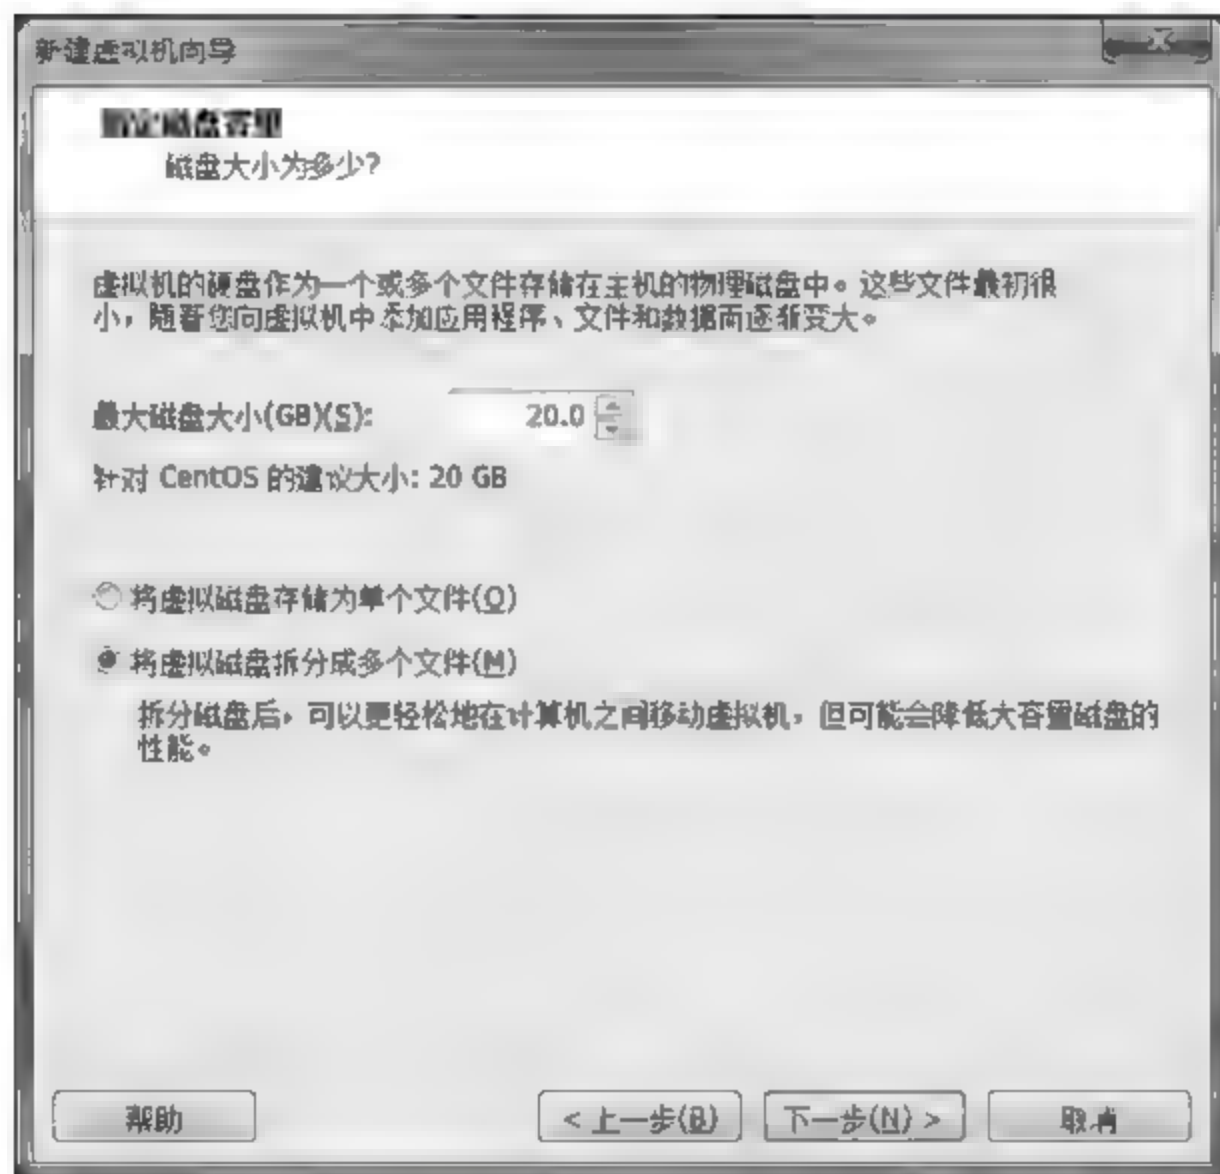 新建虚拟机向导
指定磁盘容量
磁盘大小为多少?
虚拟机的硬盘作为一个或多个文件存储在主机的物理磁盘中。这些文件最初很
小，随着您向虚拟机中添加应用程序、文件和数据而逐渐变大。
最大磁盘大小(GB)(S): 20.0
针对 CentOS 的建议大小: 20 GB
将虚拟磁盘存储为单个文件(O)
将虚拟磁盘拆分成多个文件(M)
拆分磁盘后，可以更轻松地在计算机之间移动虚拟机，但可能会降低大容量磁盘的
性能。
帮助 < 上一步(B) 下一步(N) > 取消